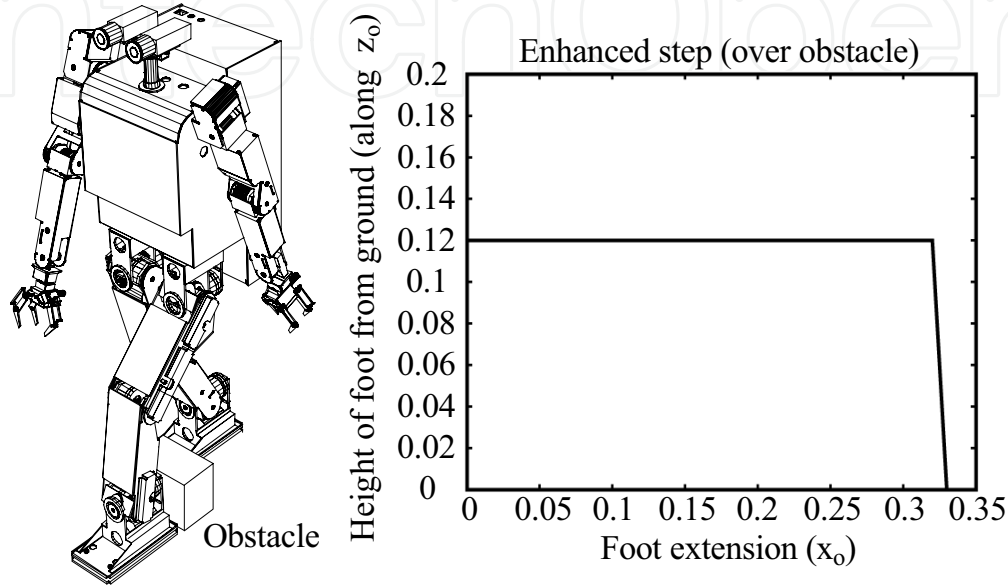 IntechOpen
Obstacle
Enhanced step (over obstacle)
Height of foot from ground (along z₀)
0.2
0.18
0.16
0.14
0.12
0.10
0.08
0.06
0.04
0.02
0
0 0.05 0.1 0.15 0.2 0.25 0.3 0.35
Foot extension (x₀)